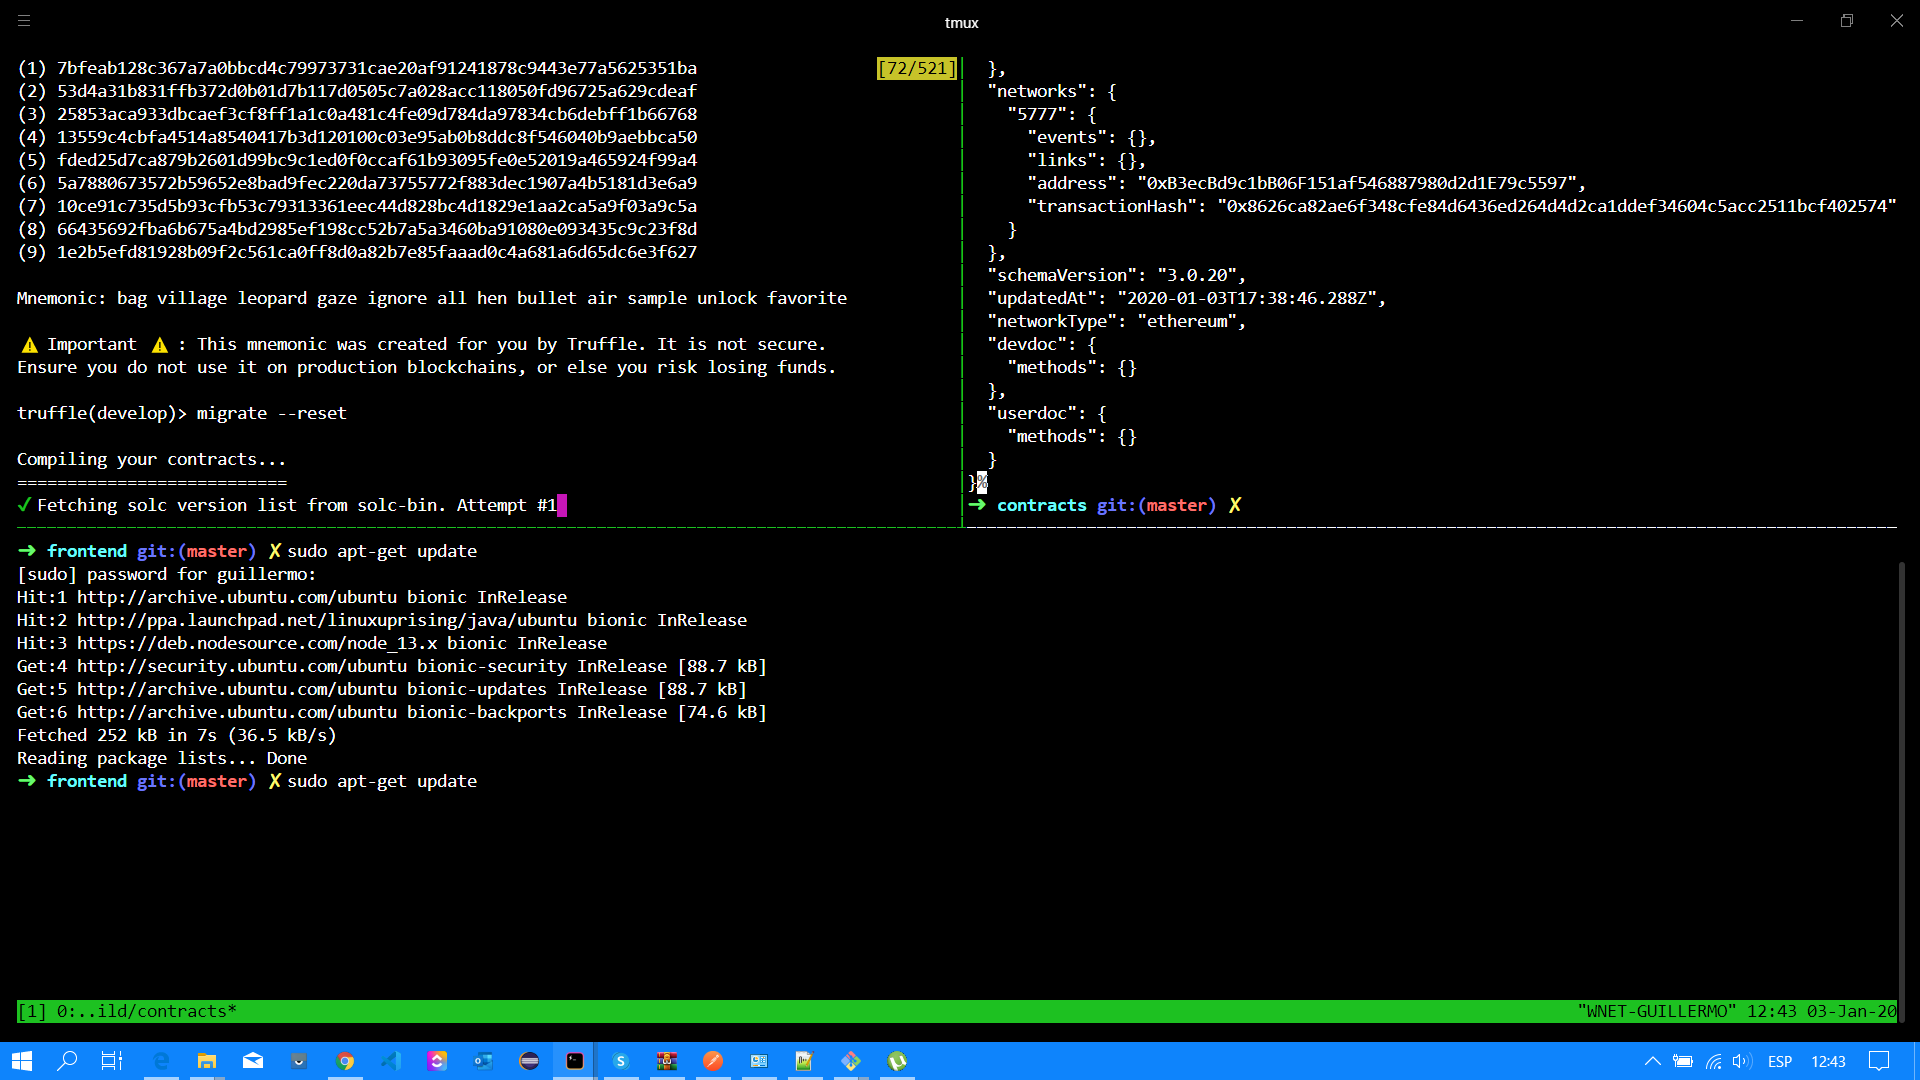 tmux
(1) 7bfeab128c367a7a0bbcd4c79973731cae20af91241878c9443e77a5625351ba
[72/521]
(2) 53d4a31b831ffb372d0b01d7b117d0505c7a028acc118050fd96725a629cdeaf
(3) 25853aca933dbcaef3cf8ff1a1c0a481c4fe09d784da97834cb6debff1b66768
(4) 13559c4cbfa4514a8540417b3d120100c03e95ab0b8ddc8f546040b9aebbca50
(5) fded25d7ca879b2601d99bc9c1ed0f0ccaf61b93095fe0e52019a465924f99a4
(6) 5a7880673572b59652e8bad9fec220da73755772f883dec1907a4b5181d3e6a9
(7) 10ce91c735d5b93cfb53c79313361eec44d828bc4d1829e1aa2ca5a9f03a9c5a
(8) 66435692fba6b675a4bd2985ef198cc52b7a5a3460ba91080e093435c9c23f8d
(9) 1e2b5efd81928b09f2c561ca0ff8d0a82b7e85faaad0c4a681a6d65dc6e3f627
Mnemonic: bag village leopard gaze ignore all hen bullet air sample unlock favorite
⚠ Important ⚠ : This mnemonic was created for you by Truffle. It is not secure.
Ensure you do not use it on production blockchains, or else you risk losing funds.
truffle(develop)> migrate --reset
Compiling your contracts...
===========================
✓ Fetching solc version list from solc-bin. Attempt #1
},
"networks": {
"5777": {
"events": {},
"links": {},
"address": "0xB3ecBd9c1bB06F151af546887980d2d1E79c5597",
"transactionHash": "0x8626ca82ae6f348cfe84d6436ed264d4d2ca1ddef34604c5acc2511bcf402574"
}
},
"schemaVersion": "3.0.20",
"updatedAt": "2020-01-03T17:38:46.288Z",
"networkType": "ethereum",
"devdoc": {
"methods": {}
},
"userdoc": {
"methods": {}
}
}%
➜ contracts git:(master) ✗
➜ frontend git:(master) ✗ sudo apt-get update
[sudo] password for guillermo:
Hit:1 http://archive.ubuntu.com/ubuntu bionic InRelease
Hit:2 http://ppa.launchpad.net/linuxuprising/java/ubuntu bionic InRelease
Hit:3 https://deb.nodesource.com/node_13.x bionic InRelease
Get:4 http://security.ubuntu.com/ubuntu bionic-security InRelease [88.7 kB]
Get:5 http://archive.ubuntu.com/ubuntu bionic-updates InRelease [88.7 kB]
Get:6 http://archive.ubuntu.com/ubuntu bionic-backports InRelease [74.6 kB]
Fetched 252 kB in 7s (36.5 kB/s)
Reading package lists... Done
➜ frontend git:(master) ✗ sudo apt-get update
[1] 0:..ild/contracts*
"WNET-GUILLERMO" 12:43 03-Jan-20
ESP
12:43